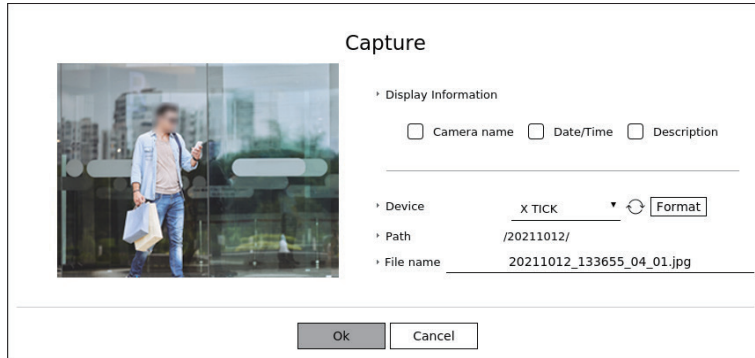 Capture
Display Information
Camera name Date/Time Description
Device X TICK Format
Path /20211012/
File name 20211012_133655_04_01.jpg
Ok Cancel